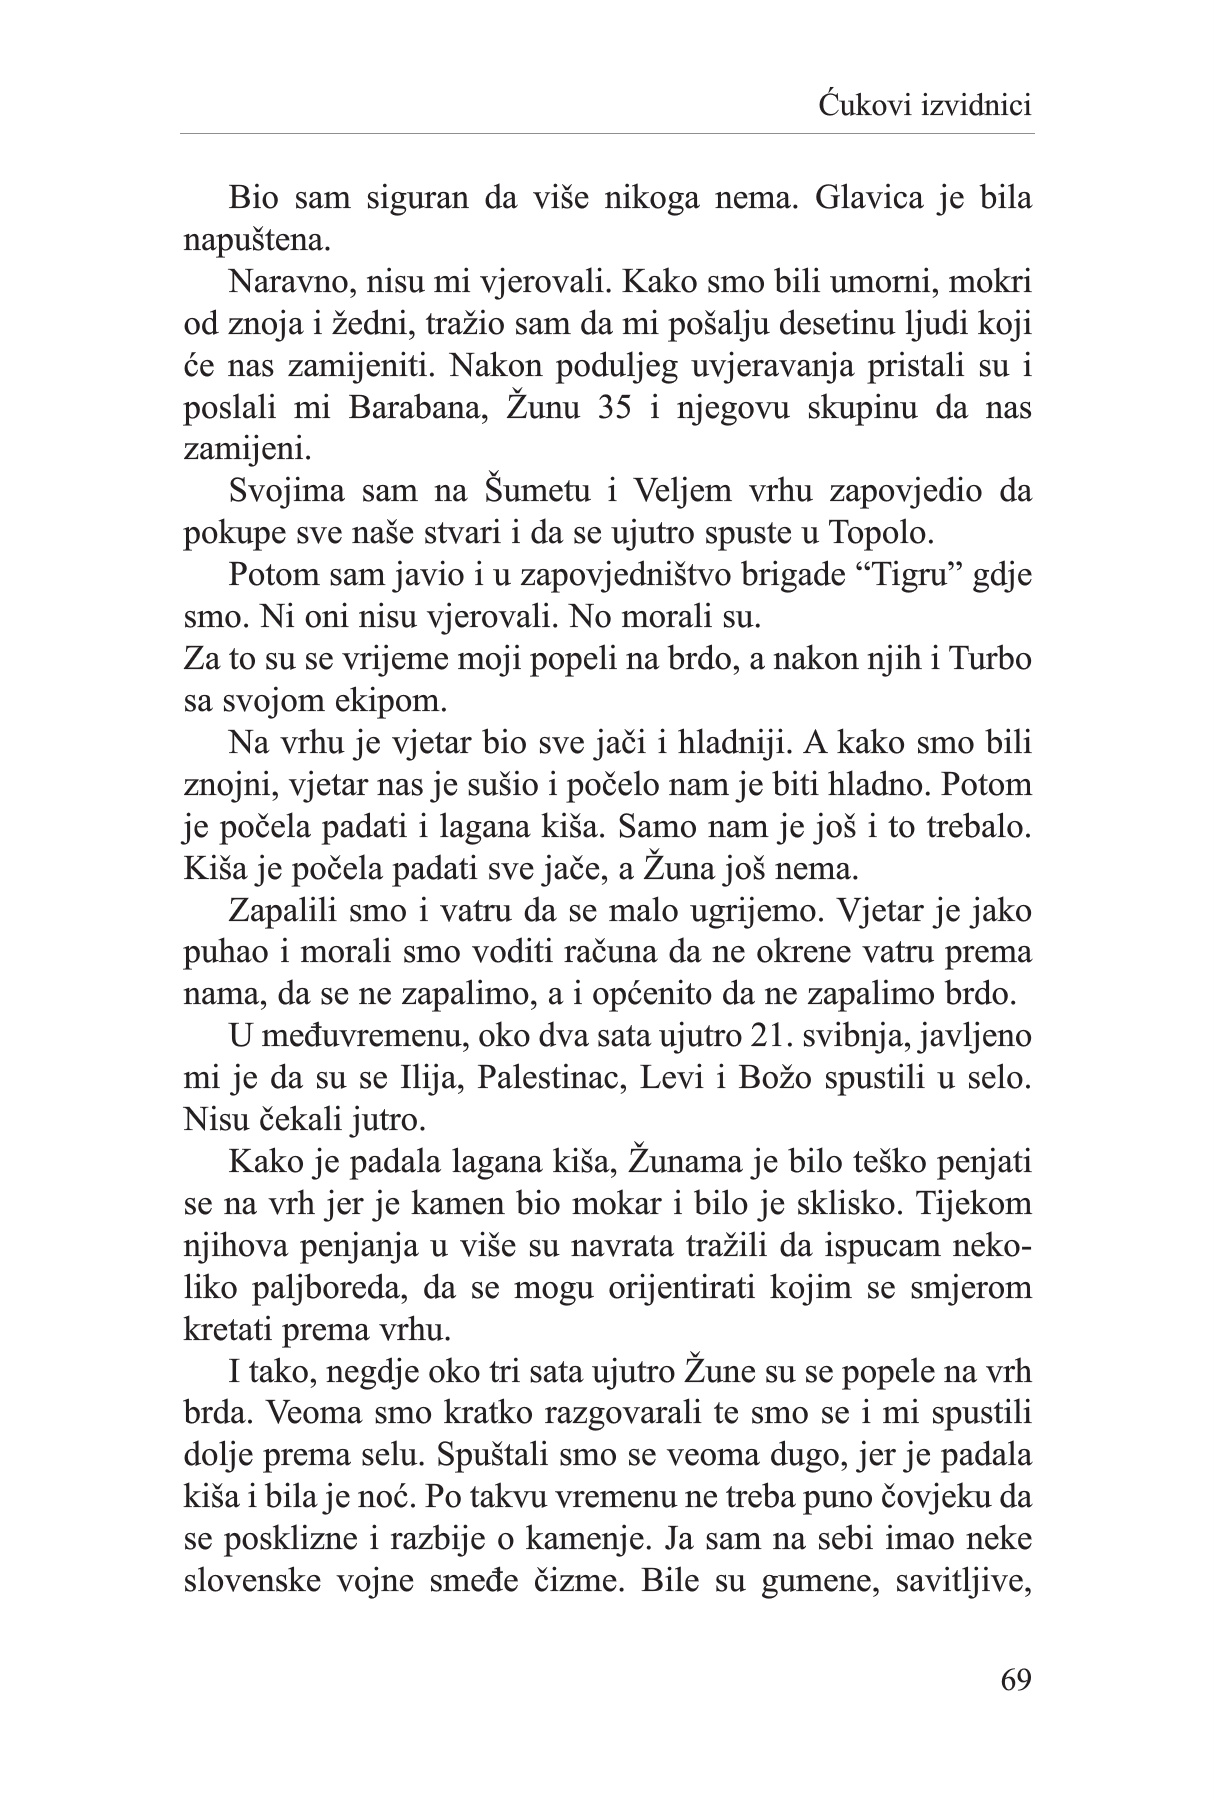 Ćukovi izvidnici
Bio sam siguran da više nikoga nema. Glavica je bila
napuštena.
Naravno, nisu mi vjerovali. Kako smo bili umorni, mokri
od znoja i žedni, tražio sam da mi pošalju desetinu ljudi koji
će nas zamijeniti. Nakon poduljeg uvjeravanja pristali su i
poslali mi Barabana, Žunu 35 i njegovu skupinu da nas
zamijeni.
Svojima sam na Šumetu i Veljem vrhu zapovjedio da
pokupe sve naše stvari i da se ujutro spuste u Topolo.
Potom sam javio i u zapovjedništvo brigade “Tigru” gdje
smo. Ni oni nisu vjerovali. No morali su.
Za to su se vrijeme moji popeli na brdo, a nakon njih i Turbo
sa svojom ekipom.
Na vrhu je vjetar bio sve jači i hladniji. A kako smo bili
znojni, vjetar nas je sušio i počelo nam je biti hladno. Potom
je počela padati i lagana kiša. Samo nam je još i to trebalo.
Kiša je počela padati sve jače, a Žuna još nema.
Zapalili smo i vatru da se malo ugrijemo. Vjetar je jako
puhao i morali smo voditi računa da ne okrene vatru prema
nama, da se ne zapalimo, a i općenito da ne zapalimo brdo.
U međuvremenu, oko dva sata ujutro 21. svibnja, javljeno
mi je da su se Ilija, Palestinac, Levi i Božo spustili u selo.
Nisu čekali jutro.
Kako je padala lagana kiša, Žunama je bilo teško penjati
se na vrh jer je kamen bio mokar i bilo je sklisko. Tijekom
njihova penjanja u više su navrata tražili da ispucam neko-
liko paljboreda, da se mogu orijentirati kojim se smjerom
kretati prema vrhu.
I tako, negdje oko tri sata ujutro Žune su se popele na vrh
brda. Veoma smo kratko razgovarali te smo se i mi spustili
dolje prema selu. Spuštali smo se veoma dugo, jer je padala
kiša i bila je noć. Po takvu vremenu ne treba puno čovjeku da
se posklizne i razbije o kamenje. Ja sam na sebi imao neke
slovenske vojne smeđe čizme. Bile su gumene, savitljive,
69